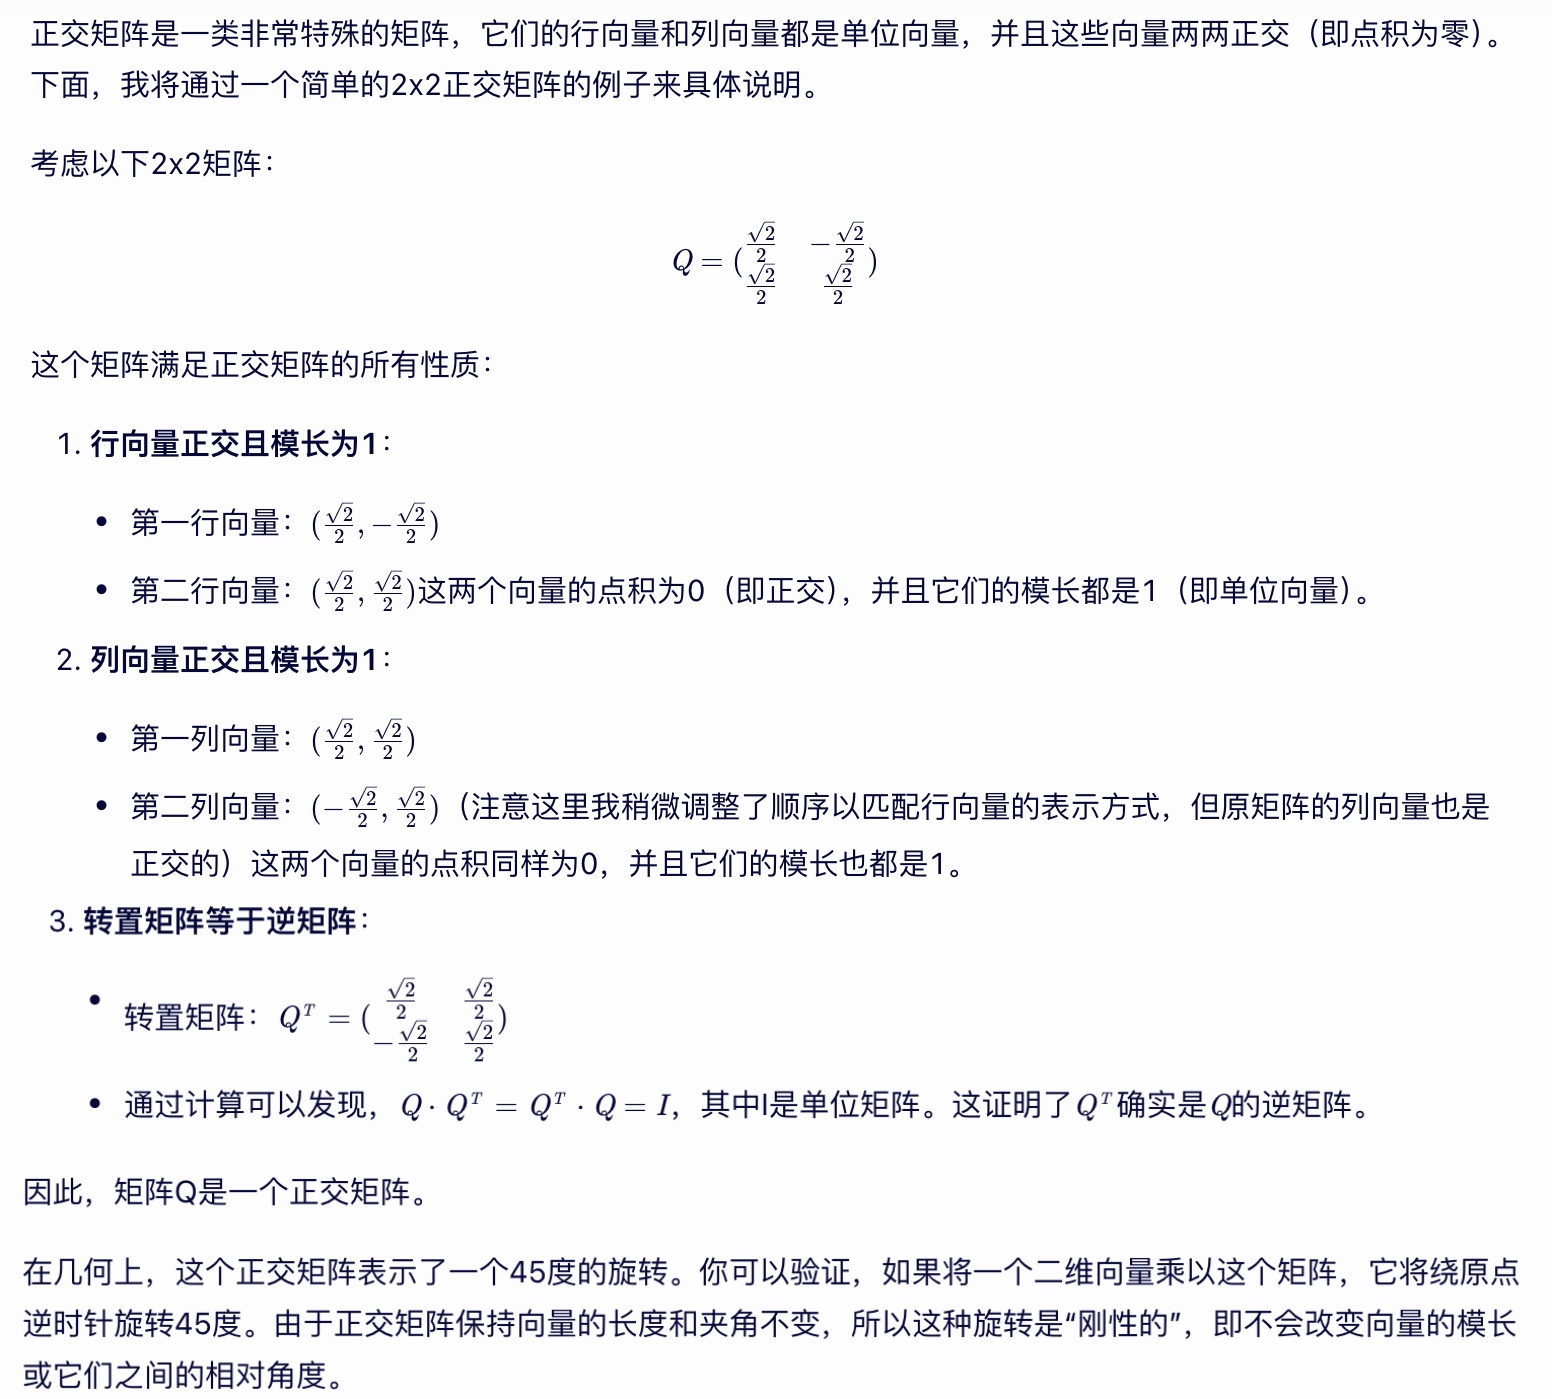 正交矩阵是一类非常特殊的矩阵，它们的行向量和列向量都是单位向量，并且这些向量两两正交（即点积为零）。
下面，我将通过一个简单的2x2正交矩阵的例子来具体说明。
考虑以下2x2矩阵：
$Q = (\begin{matrix} \frac{\sqrt{2}}{2} & -\frac{\sqrt{2}}{2} \\ \frac{\sqrt{2}}{2} & \frac{\sqrt{2}}{2} \end{matrix})$
这个矩阵满足正交矩阵的所有性质：
1. 行向量正交且模长为1：
• 第一行向量：$(\frac{\sqrt{2}}{2}, -\frac{\sqrt{2}}{2})$
• 第二行向量：$(\frac{\sqrt{2}}{2}, \frac{\sqrt{2}}{2})$这两个向量的点积为0（即正交），并且它们的模长都是1（即单位向量）。
2. 列向量正交且模长为1：
• 第一列向量：$(\frac{\sqrt{2}}{2}, \frac{\sqrt{2}}{2})$
• 第二列向量：$(-\frac{\sqrt{2}}{2}, \frac{\sqrt{2}}{2})$（注意这里我稍微调整了顺序以匹配行向量的表示方式，但原矩阵的列向量也是
正交的）这两个向量的点积同样为0，并且它们的模长也都是1。
3. 转置矩阵等于逆矩阵：
• 转置矩阵：$Q^T = (\begin{matrix} \frac{\sqrt{2}}{2} & \frac{\sqrt{2}}{2} \\ -\frac{\sqrt{2}}{2} & \frac{\sqrt{2}}{2} \end{matrix})$
• 通过计算可以发现，$Q \cdot Q^T = Q^T \cdot Q = I$，其中I是单位矩阵。这证明了$Q^T$确实是$Q$的逆矩阵。
因此，矩阵Q是一个正交矩阵。
在几何上，这个正交矩阵表示了一个45度的旋转。你可以验证，如果将一个二维向量乘以这个矩阵，它将绕原点
逆时针旋转45度。由于正交矩阵保持向量的长度和夹角不变，所以这种旋转是“刚性的”，即不会改变向量的模长
或它们之间的相对角度。